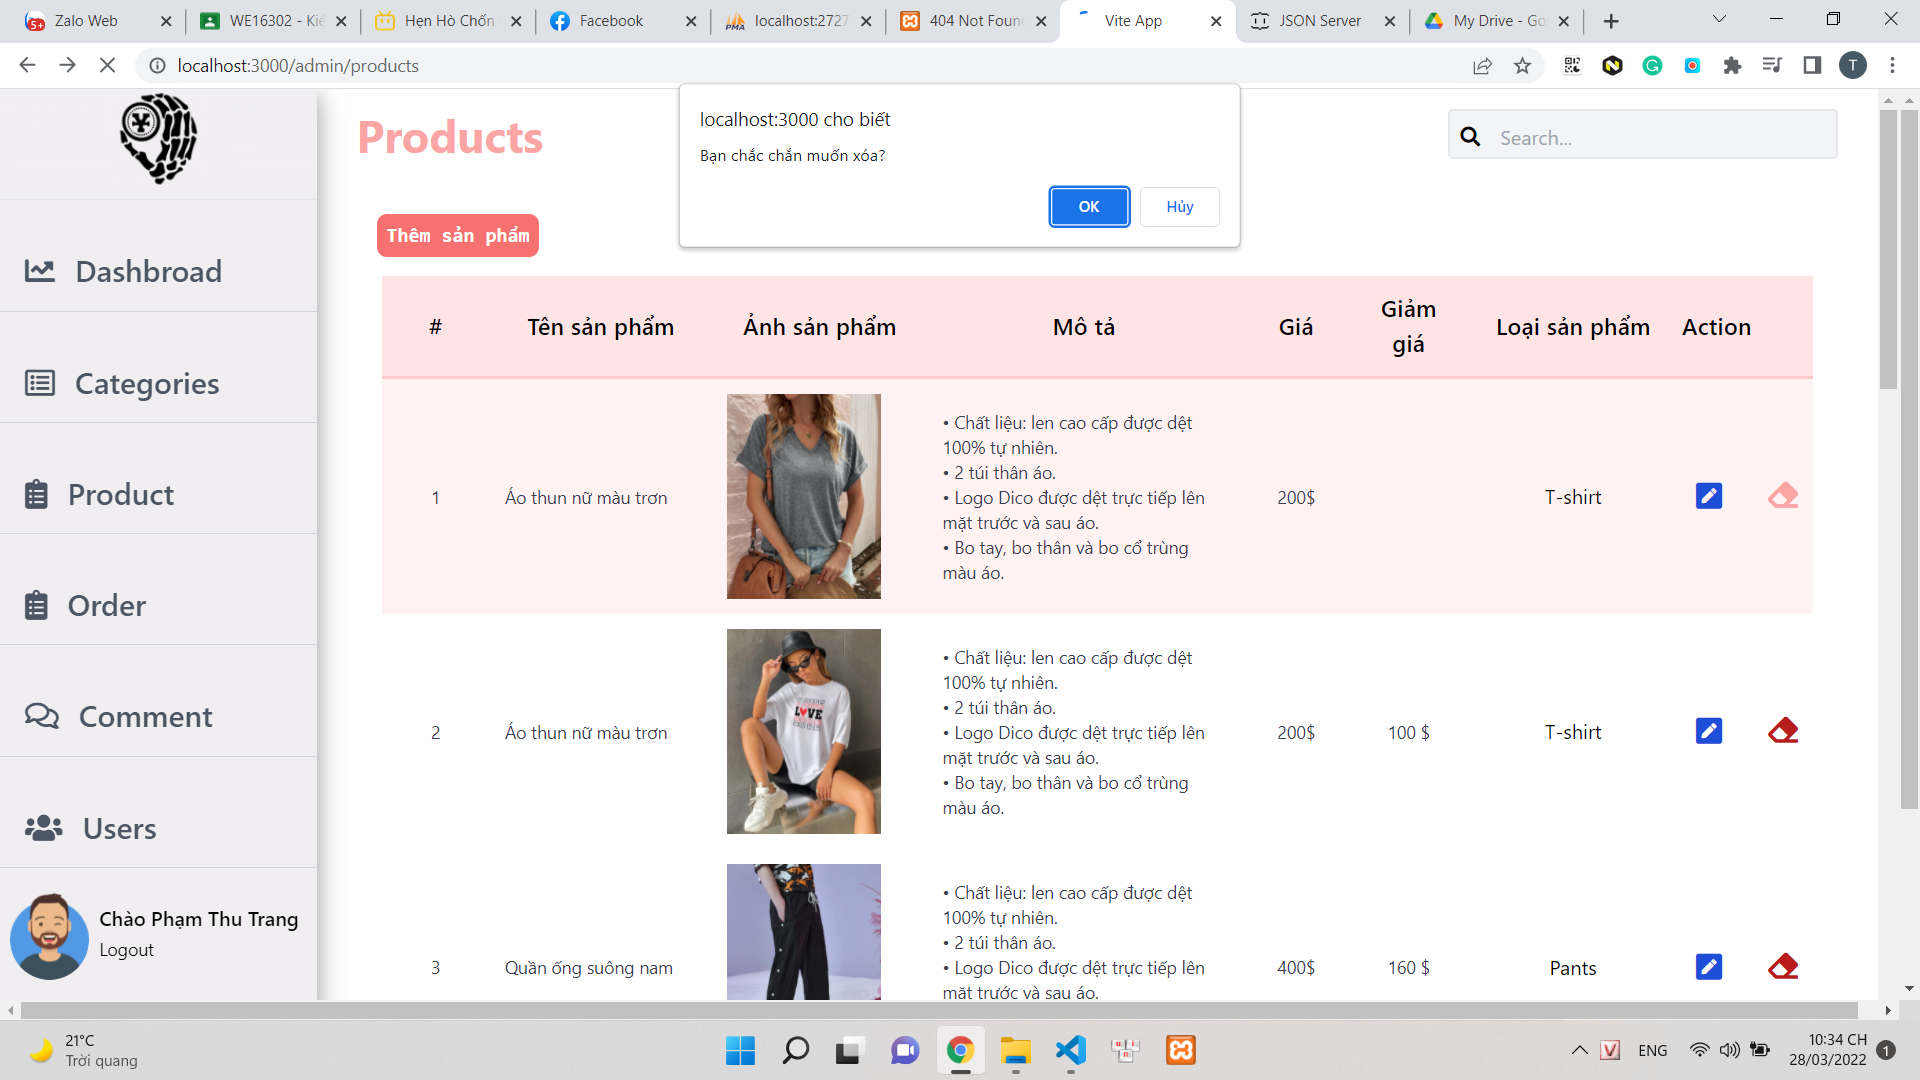 Zalo Web
WE16302 - Kiế
Hẹn Hò Chốn
Facebook
localhost:2727
404 Not Foun
Vite App
JSON Server
My Drive - Go
localhost:3000/admin/products
T
localhost:3000 cho biết
Bạn chắc chắn muốn xóa?
OK
Hủy
Products
Search...
Thêm sản phẩm
Dashbroad
Categories
Product
Order
Comment
Users
Chào Phạm Thu Trang
Logout
# Tên sản phẩm Ảnh sản phẩm Mô tả Giá Giảm giá Loại sản phẩm Action
1 Áo thun nữ màu trơn
• Chất liệu: len cao cấp được dệt
100% tự nhiên.
• 2 túi thân áo.
• Logo Dico được dệt trực tiếp lên
mặt trước và sau áo.
• Bo tay, bo thân và bo cổ trùng
màu áo.
200$ T-shirt
2 Áo thun nữ màu trơn
LOVE
• Chất liệu: len cao cấp được dệt
100% tự nhiên.
• 2 túi thân áo.
• Logo Dico được dệt trực tiếp lên
mặt trước và sau áo.
• Bo tay, bo thân và bo cổ trùng
màu áo.
200$ 100 $ T-shirt
3 Quần ống suông nam
• Chất liệu: len cao cấp được dệt
100% tự nhiên.
• 2 túi thân áo.
• Logo Dico được dệt trực tiếp lên
mặt trước và sau áo.
400$ 160 $ Pants
21°C
Trời quang
ENG
10:34 CH
28/03/2022
1